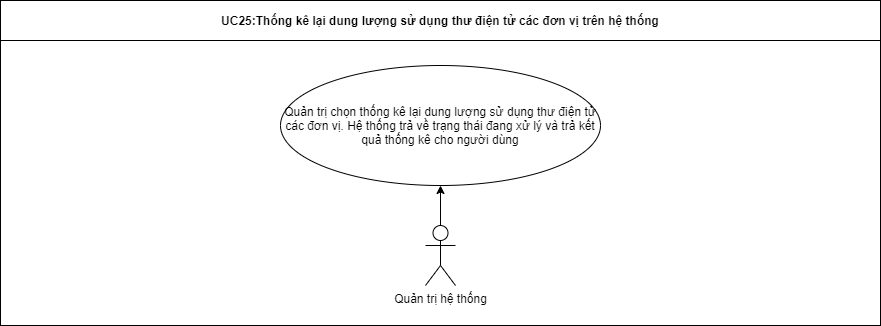 UC25:Thống kê lại dung lượng sử dụng thư điện tử các đơn vị trên hệ thống
Quản trị chọn thống kê lại dung lượng sử dụng thư điện tử
các đơn vị. Hệ thống trả về trạng thái đang xử lý và trả kết
quả thống kê cho người dùng
Quản trị hệ thống